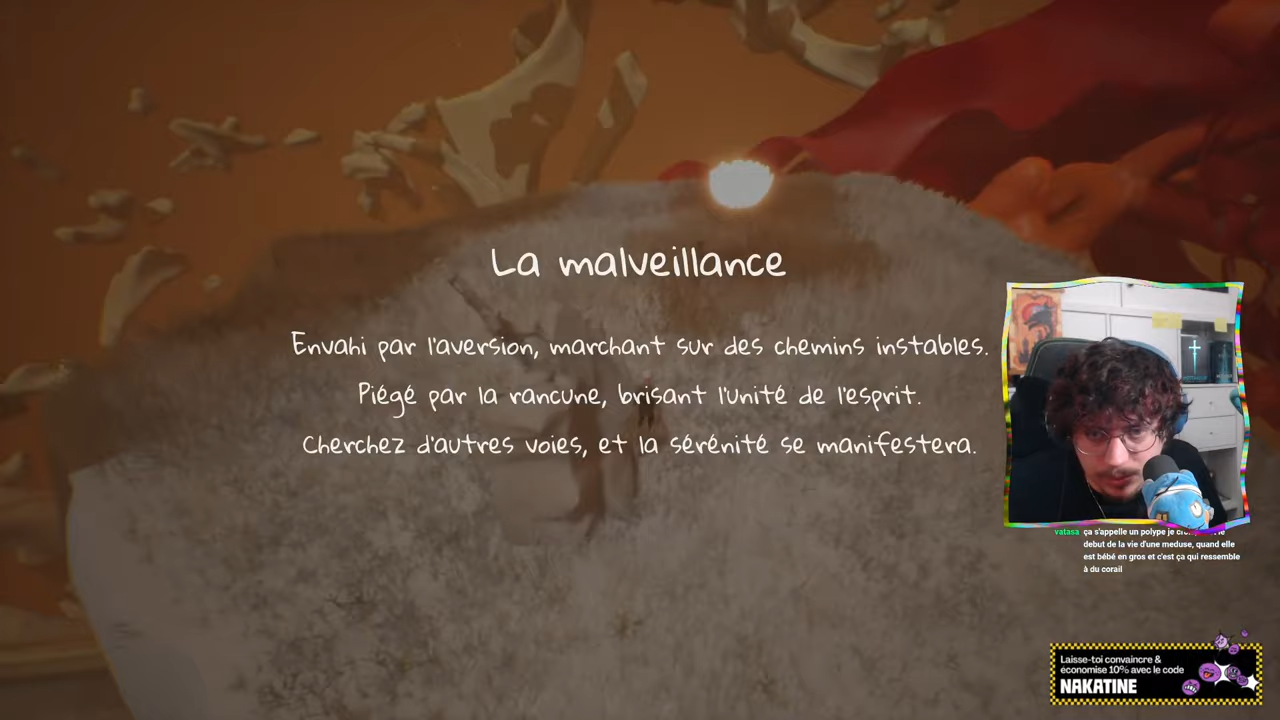 La malveillance
Envahi par l'aversion, marchant sur des chemins instables.
Piégé par la rancune, brisant l'unité de l'esprit.
Cherchez d'autres voies, et la sérénité se manifestera.
vatasa ça s'appelle un polype je le
debut de la vie d'une meduse, quand elle
est bébé en gros et c'est ça qui ressemble
à du corail
Laisse-toi convaincre &
économise 10% avec le code
NAKATINE